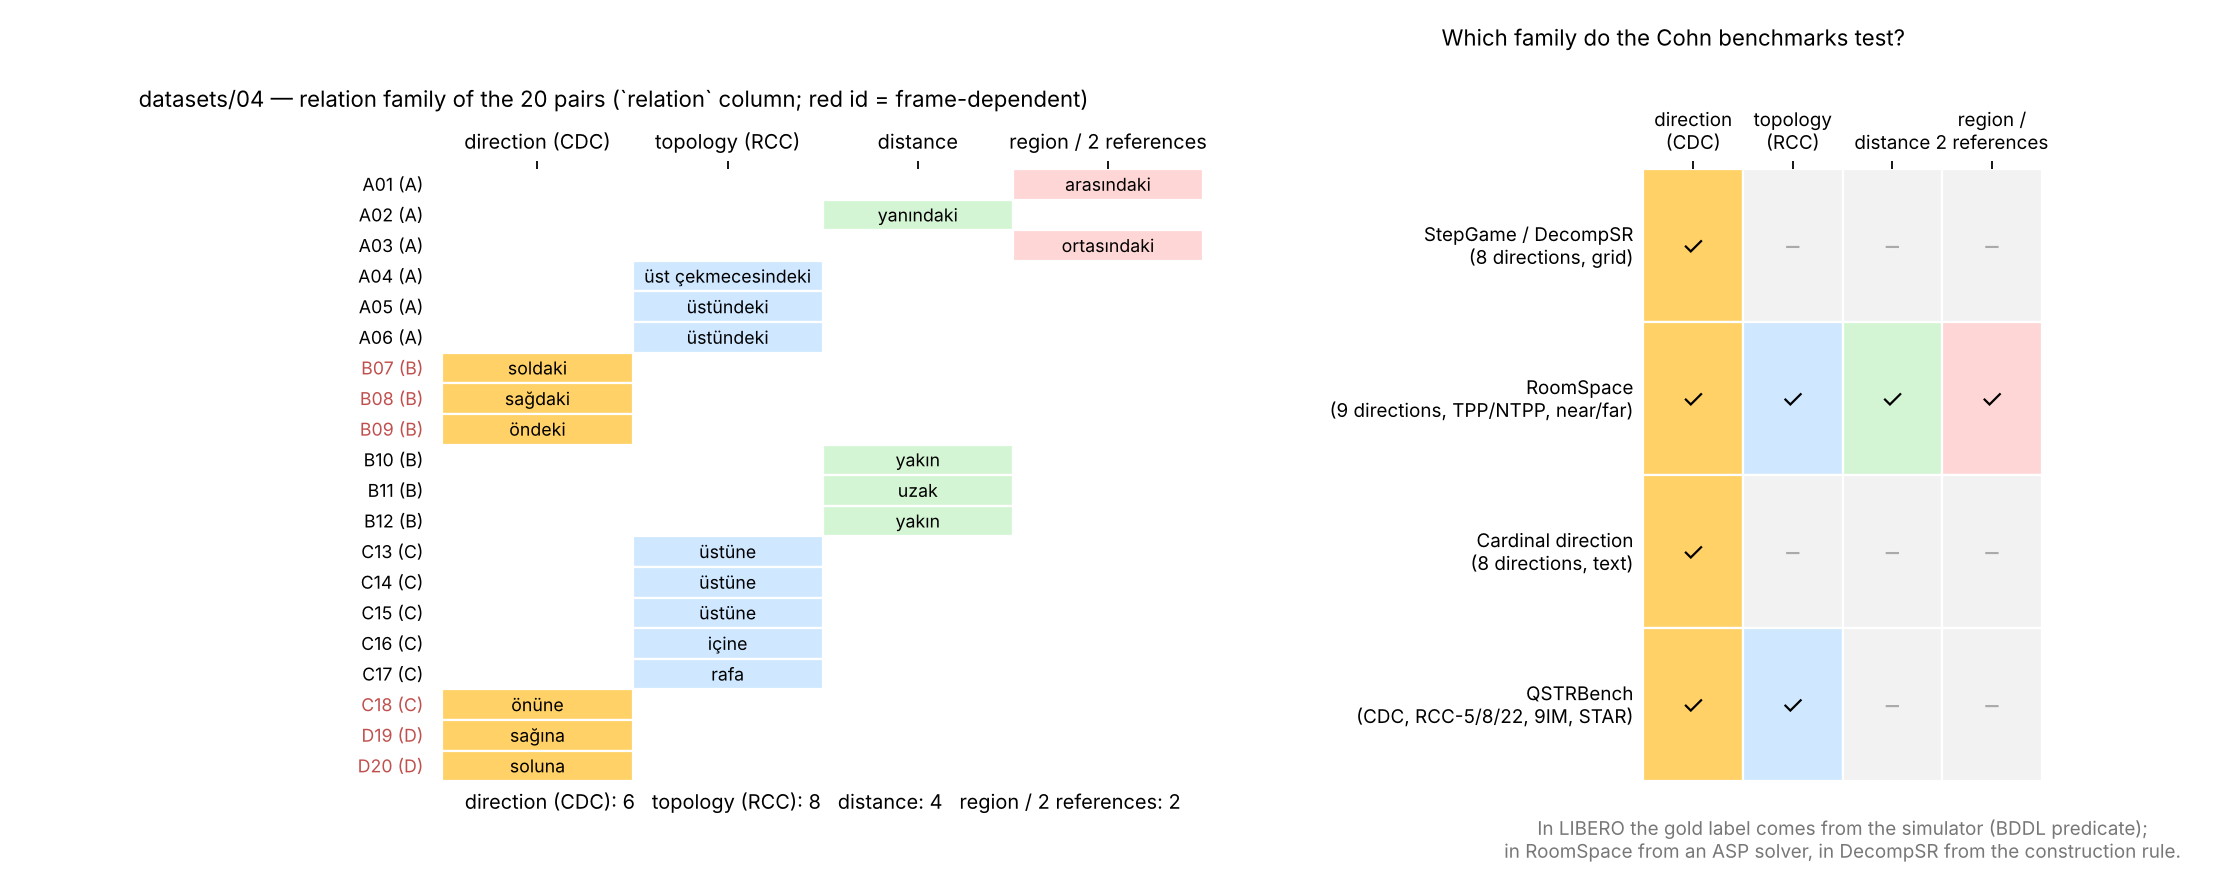 datasets/04 — relation family of the 20 pairs (`relation` column; red id = frame-dependent)
direction (CDC) topology (RCC) distance region / 2 references
A01 (A) arasındaki
A02 (A) yanındaki
A03 (A) ortasındaki
A04 (A) üst çekmecesindeki
A05 (A) üstündeki
A06 (A) üstündeki
B07 (B) soldaki
B08 (B) sağdaki
B09 (B) öndeki
B10 (B) yakın
B11 (B) uzak
B12 (B) yakın
C13 (C) üstüne
C14 (C) üstüne
C15 (C) üstüne
C16 (C) içine
C17 (C) rafa
C18 (C) önüne
D19 (D) sağına
D20 (D) soluna
direction (CDC): 6 topology (RCC): 8 distance: 4 region / 2 references: 2
Which family do the Cohn benchmarks test?
direction topology region /
(CDC) (RCC) distance 2 references
StepGame / DecompSR
(8 directions, grid) ✓ – – –
RoomSpace
(9 directions, TPP/NTPP, near/far) ✓ ✓ ✓ ✓
Cardinal direction
(8 directions, text) ✓ – – –
QSTRBench
(CDC, RCC-5/8/22, 9IM, STAR) ✓ ✓ – –
In LIBERO the gold label comes from the simulator (BDDL predicate);
in RoomSpace from an ASP solver, in DecompSR from the construction rule.